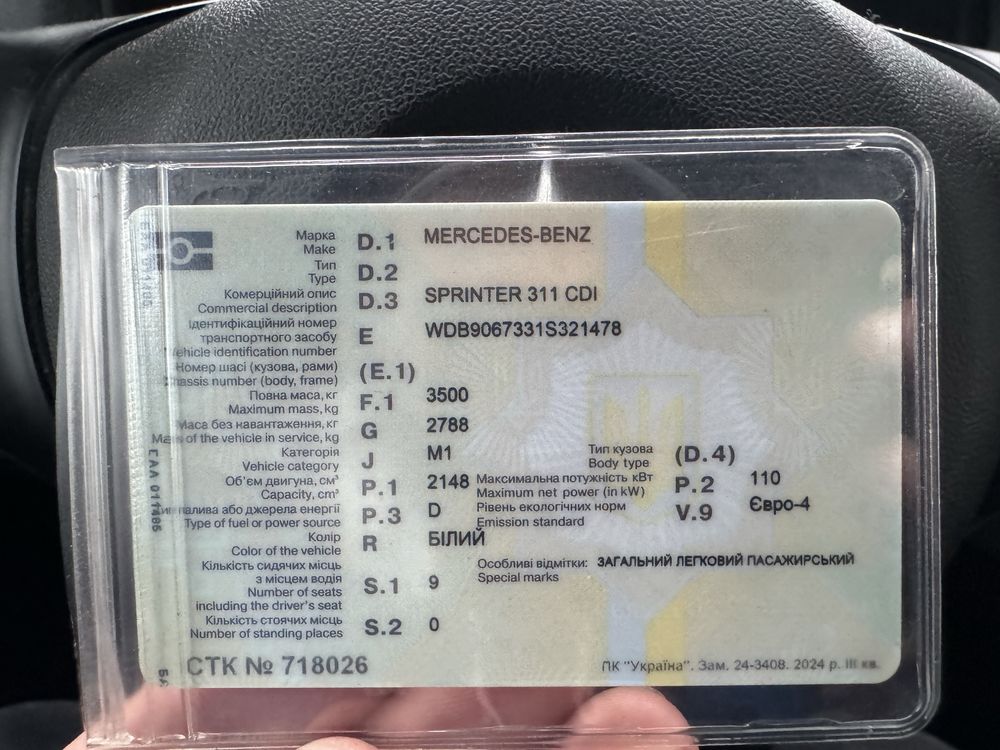 Марка D.1 MERCEDES-BENZ
Make
Тип D.2
Type
Комерційний опис D.3 SPRINTER 311 CDI
Commercial description
Ідентифікаційний номер
транспортного засобу E WDB9067331S321478
Vehicle identification number
Номер шасі (кузова, рами) (E.1)
Chassis number (body, frame)
Повна маса, кг F.1 3500
Maximum mass, kg
Маса без навантаження, кг G 2788
Mass of the vehicle in service, kg
Категорія J M1 Тип кузова (D.4)
Vehicle category Body type
Об'єм двигуна, см³ P.1 2148 Максимальна потужність кВт P.2 110
Capacity, cm³ Maximum net power (in kW)
палива або джерела енергії P.3 D Рівень екологічних норм V.9 Євро-4
Type of fuel or power source Emission standard
Колір R БІЛИЙ
Color of the vehicle
Кількість сидячих місць Особливі відмітки: ЗАГАЛЬНИЙ ЛЕГКОВИЙ ПАСАЖИРСЬКИЙ
з місцем водія S.1 9 Special marks
Number of seats
including the driver's seat
Кількість стоячих місць S.2 0
Number of standing places
СТК № 718026
ПК "Україна". Зам. 24-3408. 2024 р. III кв.